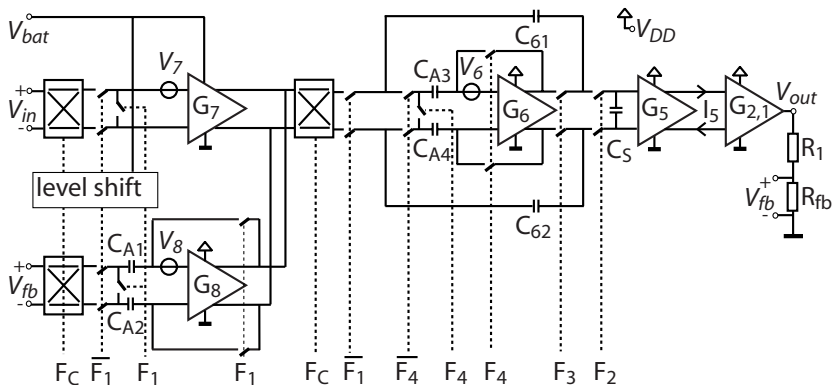 V_bat
V_DD
C_61
V_7
C_A3
V_6
+
V_in
-
G_7
G_6
G_5
I_5
G_2,1
V_out
C_A4
C_S
R_1
level shift
V_fb
+
-
R_fb
C_62
C_A1
V_8
+
V_fb
-
G_8
C_A2
F_C
F̅_1
F_1
F_1
F_C
F̅_1
F̅_4
F_4
F_4
F_3
F_2